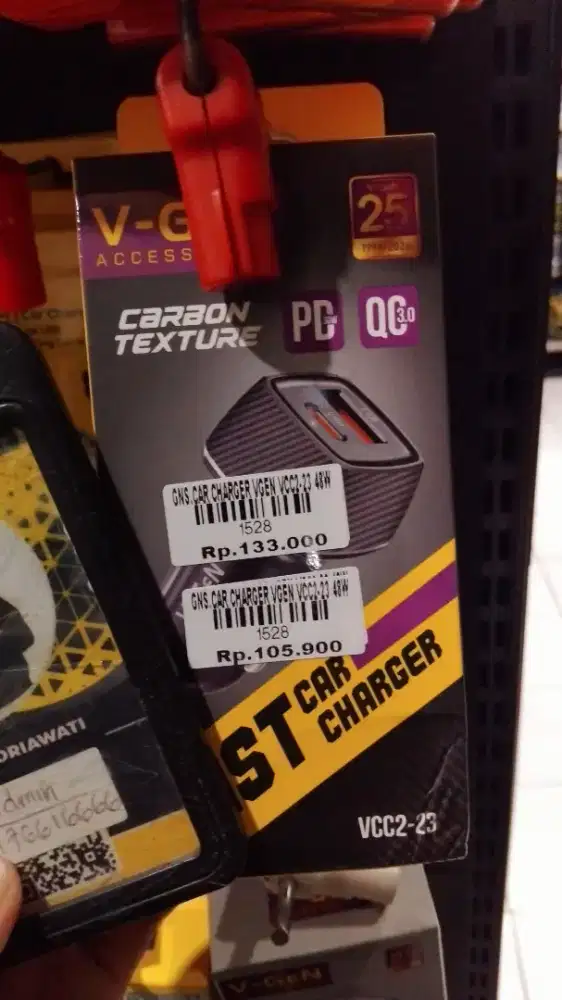 V-G
ACCESS
25
CARBON
TEXTURE
PD
QC3.0
GNS.CAR CHARGER VGEN VCC2-23 48W
1528
Rp.133.000
GNS.CAR CHARGER VGEN VCC2-23 48W
1528
Rp.105.900
ST CAR
CHARGER
VCC2-23
DRIAWATI
V-GeN